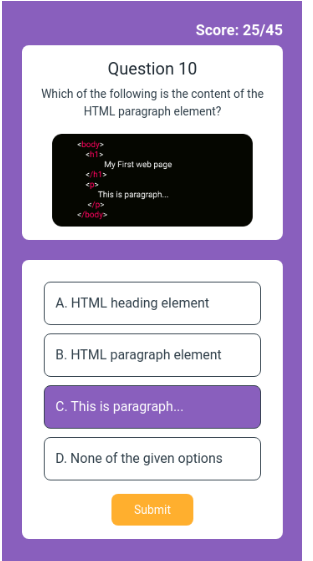 Score: 25/45
Question 10
Which of the following is the content of the
HTML paragraph element?
<body>
<h1>
My First web page
</h1>
<p>
This is paragraph...
</p>
</body>
A. HTML heading element
B. HTML paragraph element
C. This is paragraph...
D. None of the given options
Submit